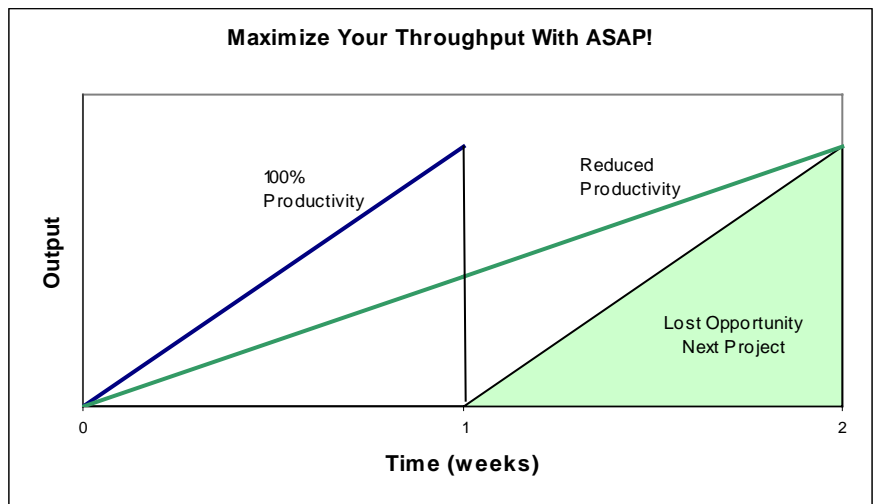 Maximize Your Throughput With ASAP!
100%
Productivity
Reduced
Productivity
Output
Lost Opportunity
Next Project
0
1
2
Time (weeks)